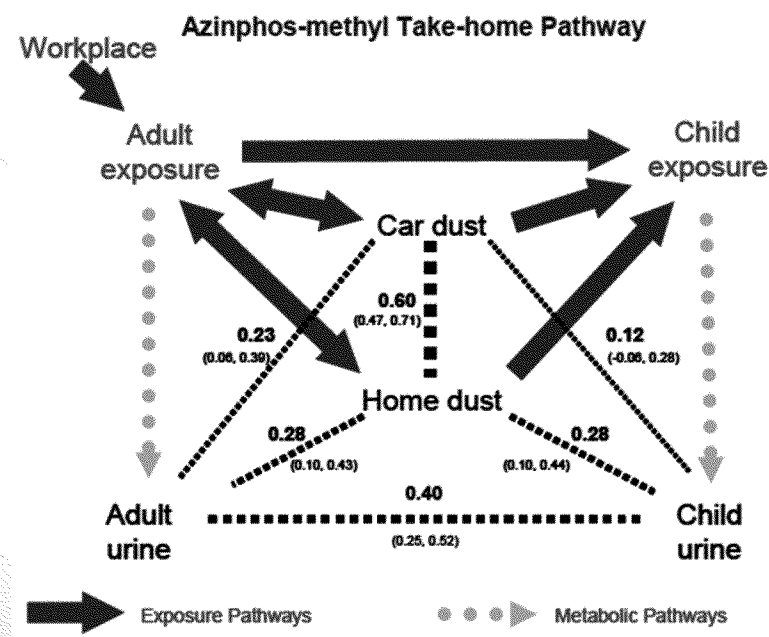 Azinphos-methyl Take-home Pathway
Workplace
Adult
exposure
Child
exposure
Car dust
0.60
(0.47, 0.71)
0.23
(0.06, 0.39)
0.12
(-0.06, 0.28)
Home dust
0.28
(0.10, 0.43)
0.28
(0.10, 0.44)
0.40
(0.25, 0.52)
Adult
urine
Child
urine
Exposure Pathways
Metabolic Pathways